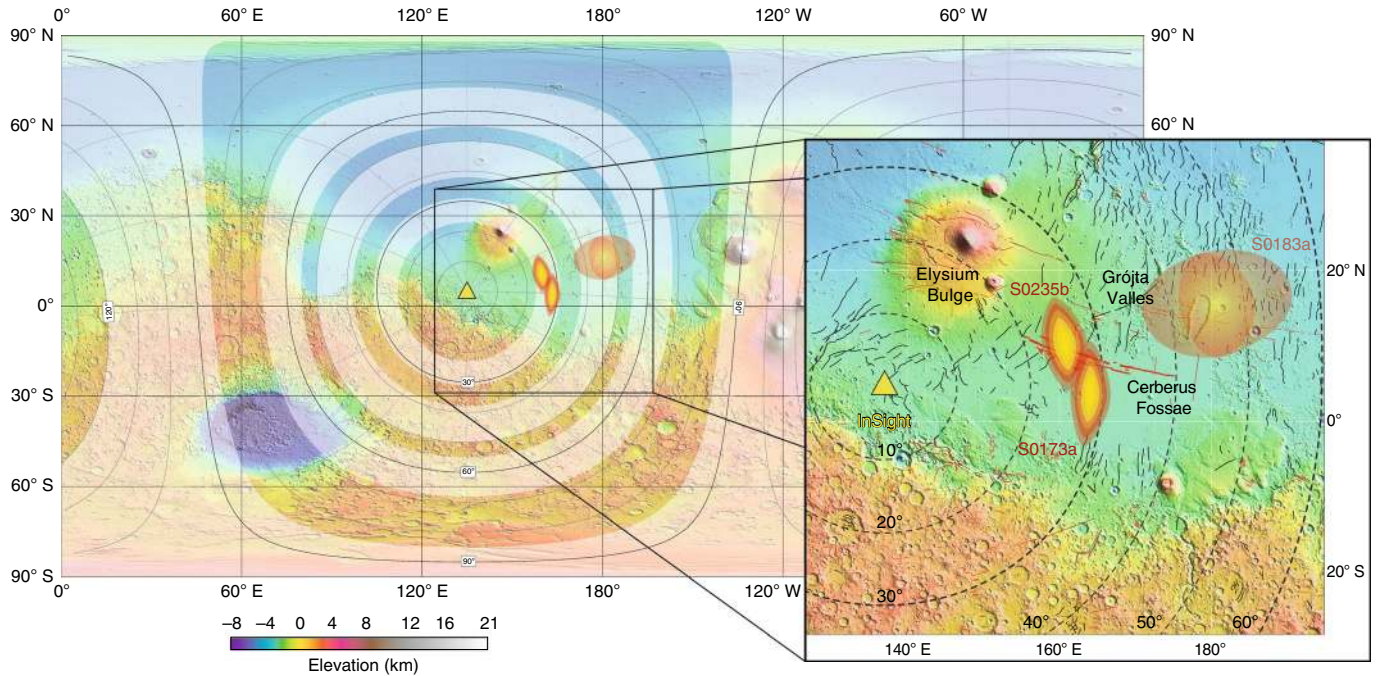 0° 60° E 120° E 180° 120° W 60° W
90° N 90° N
60° N 60° N
30° N
0°
30° S
60° S
90° S
120°
90°
30°
60°
90°
0° 60° E 120° E 180° 120° W
–8 –4 0 4 8 12 16 21
Elevation (km)
S0183a
20° N
Elysium
Bulge
Grójta
Valles
S0235b
Cerberus
Fossae
InSight
0°
S0173a
10°
20°
20° S
30°
40° 50° 60°
140° E 160° E 180°